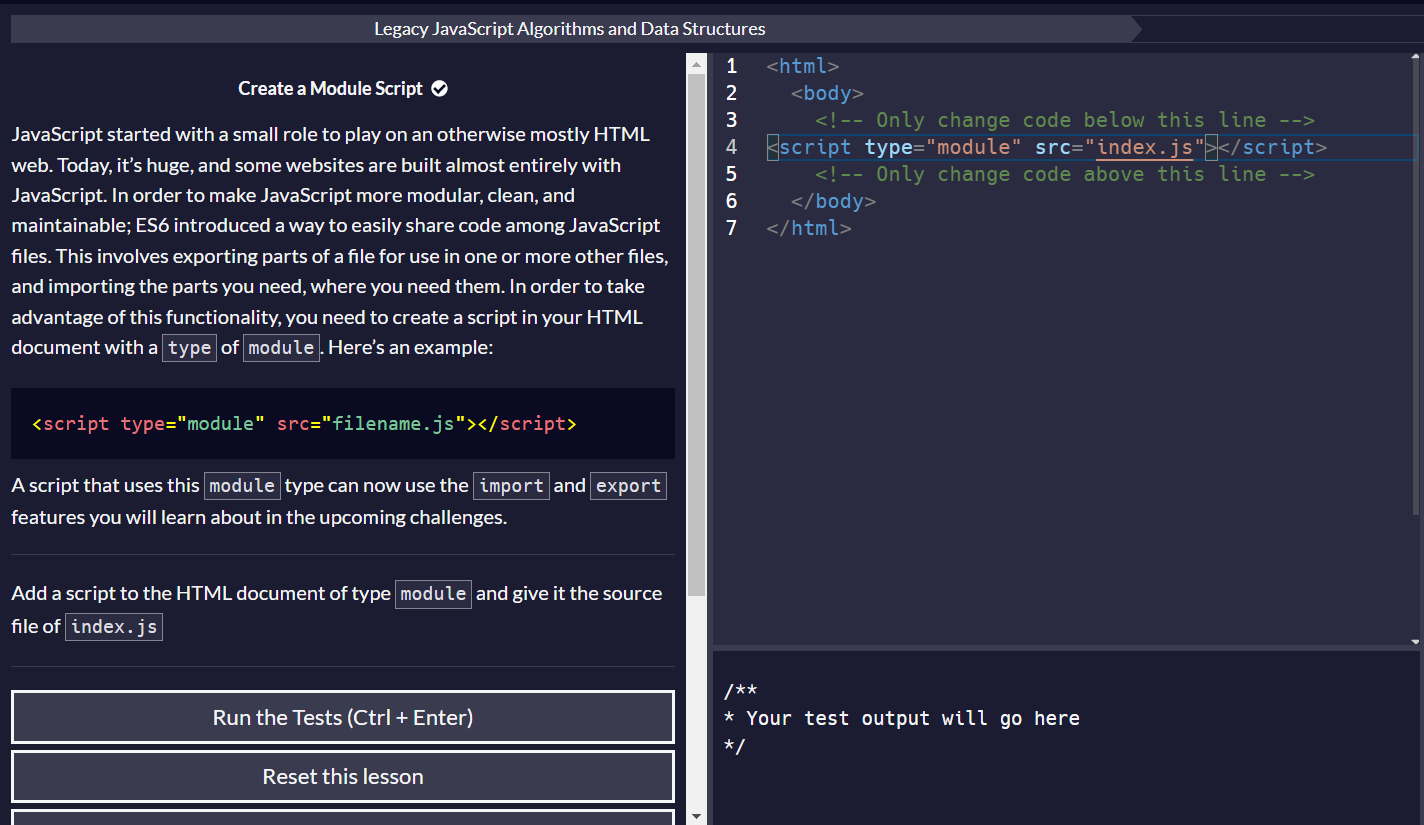 Legacy JavaScript Algorithms and Data Structures
Create a Module Script
JavaScript started with a small role to play on an otherwise mostly HTML
web. Today, it's huge, and some websites are built almost entirely with
JavaScript. In order to make JavaScript more modular, clean, and
maintainable; ES6 introduced a way to easily share code among JavaScript
files. This involves exporting parts of a file for use in one or more other files,
and importing the parts you need, where you need them. In order to take
advantage of this functionality, you need to create a script in your HTML
document with a type of module. Here's an example:
<script type="module" src="filename.js"></script>
A script that uses this module type can now use the import and export
features you will learn about in the upcoming challenges.
Add a script to the HTML document of type module and give it the source
file of index.js
Run the Tests (Ctrl + Enter)
Reset this lesson
1 <html>
2 <body>
3 <!-- Only change code below this line -->
4 <script type="module" src="index.js"></script>
5 <!-- Only change code above this line -->
6 </body>
7 </html>
/**
* Your test output will go here
*/